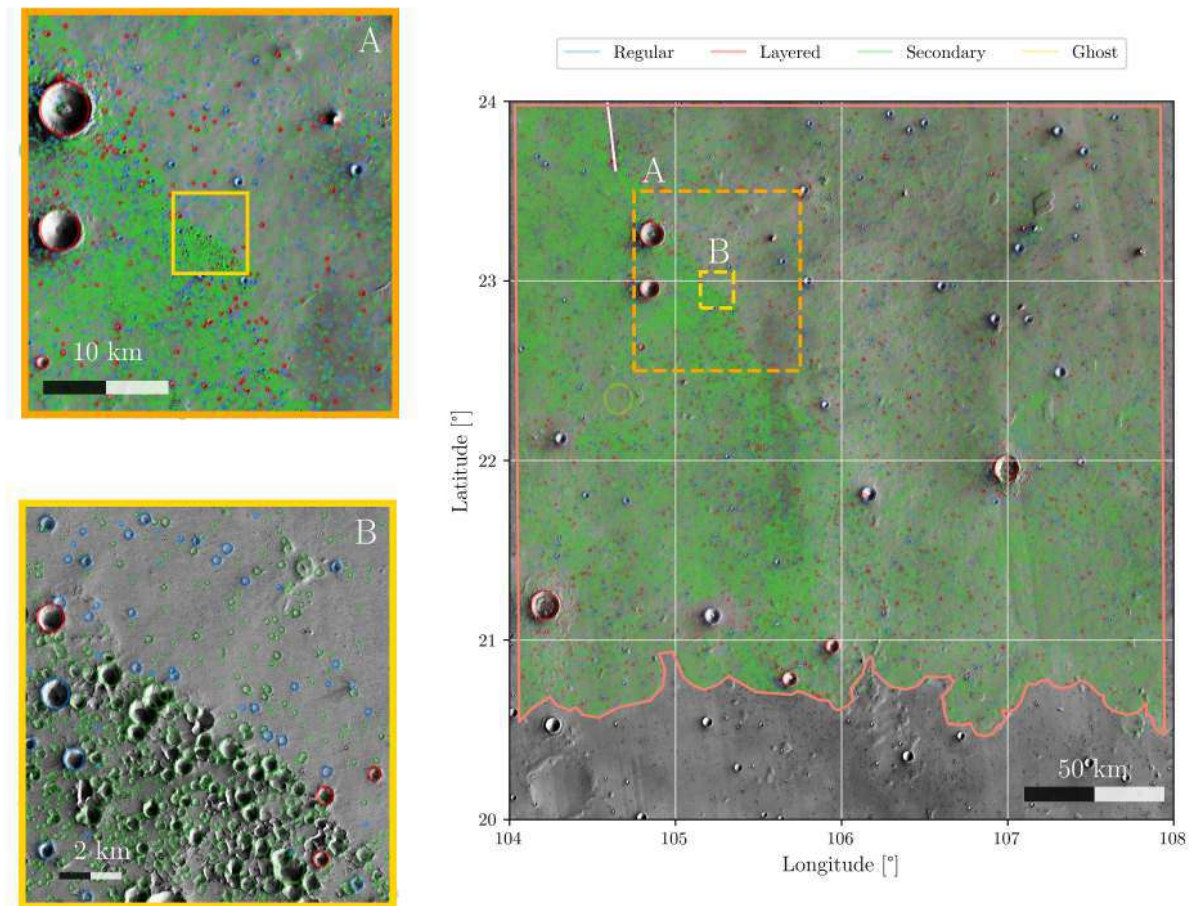 A
10 km
B
2 km
Regular Layered Secondary Ghost
24
23
22
21
20
Latitude [°]
A
B
50 km
104 105 106 107 108
Longitude [°]